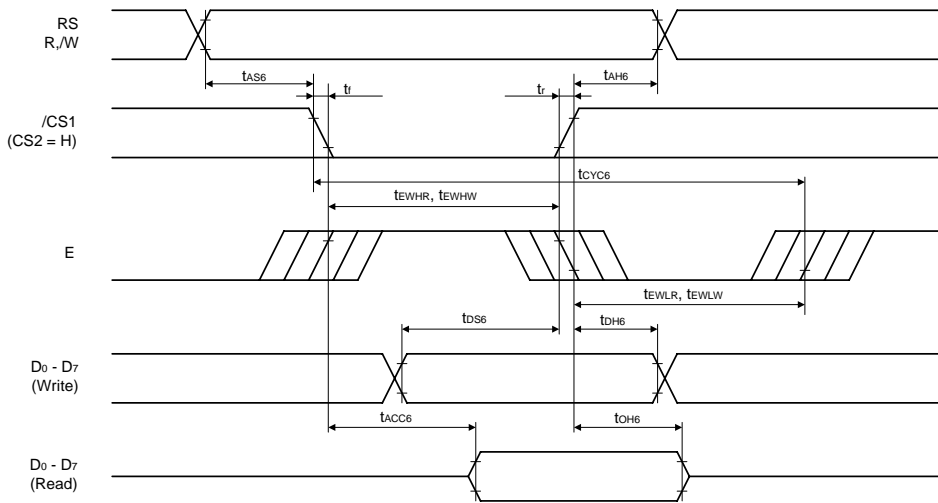 RS
R,/W
tAS6
tf
tr
tAH6
/CS1
(CS2 = H)
tCYC6
tEWHR, tEWHW
E
tEWLR, tEWLW
tDS6
tDH6
D0 - D7
(Write)
tACC6
tOH6
D0 - D7
(Read)